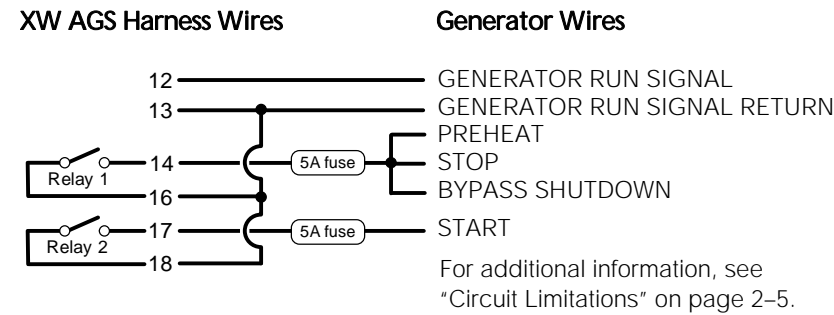 XW AGS Harness Wires Generator Wires
12 GENERATOR RUN SIGNAL
13 GENERATOR RUN SIGNAL RETURN
PREHEAT
14 5A fuse STOP
Relay 1
16 BYPASS SHUTDOWN
17 5A fuse START
Relay 2
18
For additional information, see
"Circuit Limitations" on page 2–5.